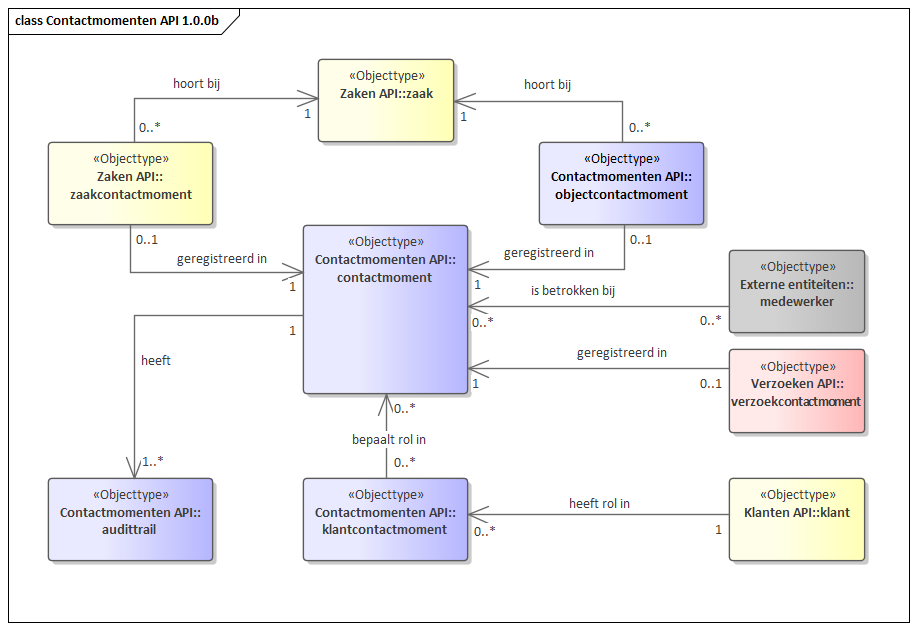 class Contactmomenten API 1.0.0b
«Objecttype»
Zaken API::zaak
hoort bij
hoort bij
1
1
0..*
0..*
«Objecttype»
Zaken API::
zaakcontactmoment
«Objecttype»
Contactmomenten API::
objectcontactmoment
0..1
0..1
geregistreerd in
geregistreerd in
1
1
«Objecttype»
Contactmomenten API::
contactmoment
«Objecttype»
Externe entiteiten::
medewerker
is betrokken bij
0..*
0..*
1
heeft
geregistreerd in
1
0..1
«Objecttype»
Verzoeken API::
verzoekcontactmoment
0..*
bepaalt rol in
0..*
1..*
«Objecttype»
Contactmomenten API::
audittrail
«Objecttype»
Contactmomenten API::
klantcontactmoment
heeft rol in
0..*
1
«Objecttype»
Klanten API::klant